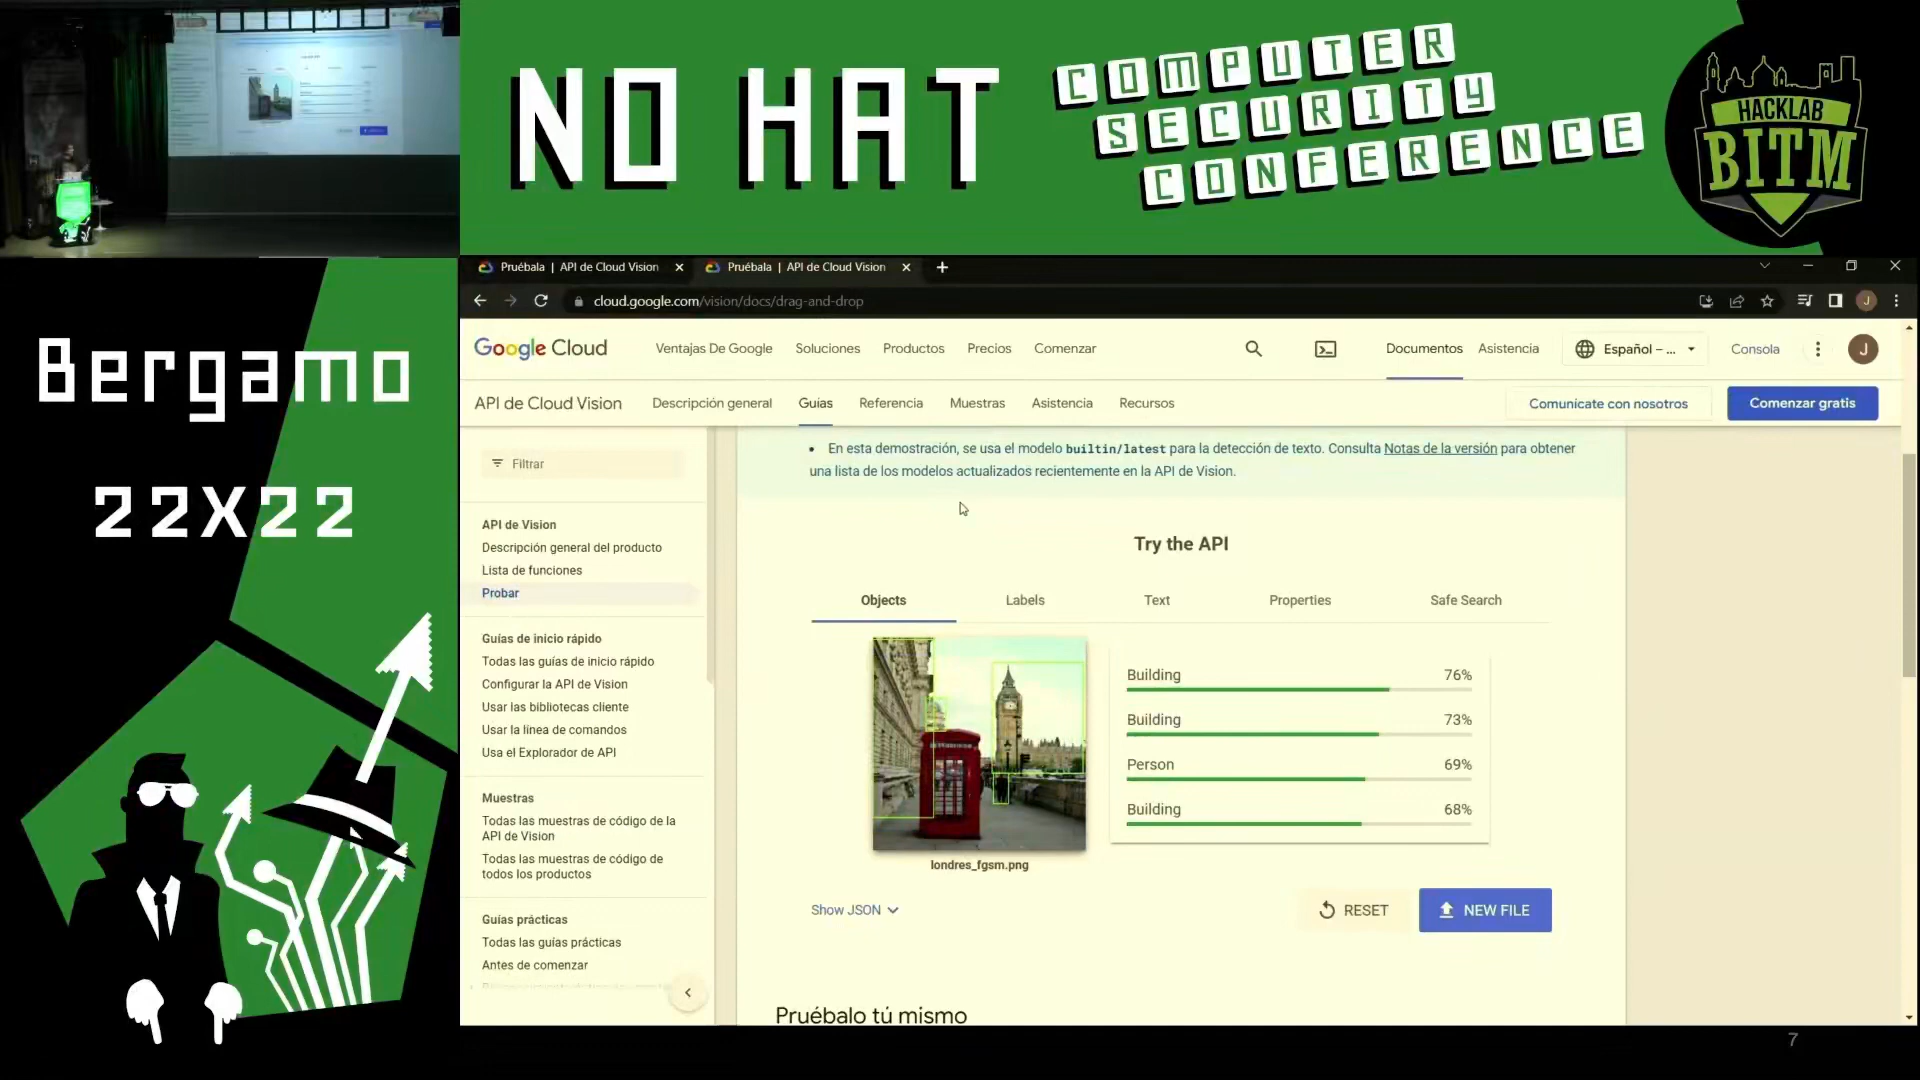 NO HAT
COMPUTER
SECURITY
CONFERENCE
HACKLAB
BITM
Bergamo
22X22
Pruébala | API de Cloud Vision
Pruébala | API de Cloud Vision
cloud.google.com/vision/docs/drag-and-drop
J
Google Cloud
Ventajas De Google
Soluciones
Productos
Precios
Comenzar
Documentos
Asistencia
Español – ...
Consola
J
API de Cloud Vision
Descripción general
Guías
Referencia
Muestras
Asistencia
Recursos
Comunícate con nosotros
Comenzar gratis
Filtrar
API de Vision
Descripción general del producto
Lista de funciones
Probar
Guías de inicio rápido
Todas las guías de inicio rápido
Configurar la API de Vision
Usar las bibliotecas cliente
Usar la línea de comandos
Usa el Explorador de API
Muestras
Todas las muestras de código de la
API de Vision
Todas las muestras de código de
todos los productos
Guías prácticas
Todas las guías prácticas
Antes de comenzar
• En esta demostración, se usa el modelo builtin/latest para la detección de texto. Consulta Notas de la versión para obtener
una lista de los modelos actualizados recientemente en la API de Vision.
Try the API
Objects
Labels
Text
Properties
Safe Search
Building 76%
Building 73%
Person 69%
Building 68%
londres_fgsm.png
Show JSON
RESET
NEW FILE
Pruébalo tú mismo
7